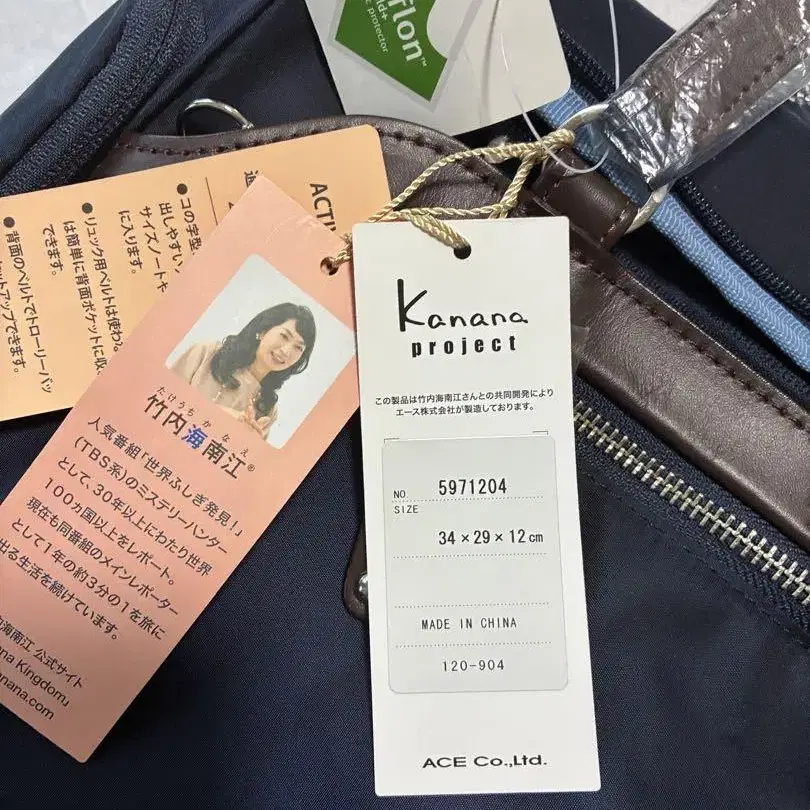 Flon
protector
ACTI
● コの字型
出しやすい
サイズノートキ
に入ります。
● リュック用ベルトは使わ
は簡単に背面ポケットに収
できます。
● 背面のベルトでトローリーバッ
ットアップできます。
たけうちかなえ
竹内海南江®
人気番組「世界ふしぎ発見!」
(TBS系)のミステリーハンター
として、30年以上にわたり世界
100ヵ国以上をレポート。
現在も同番組のメインレポーター
として1年の約3分の1を旅に
出る生活を続けています。
海南江 公式サイト
na Kingdom」
anana.com
Kanana
project
この製品は竹内海南江さんとの共同開発により
エース株式会社が製造しております。
NO. 5971204
SIZE
34×29×12cm
MADE IN CHINA
120-904
ACE Co.,Ltd.